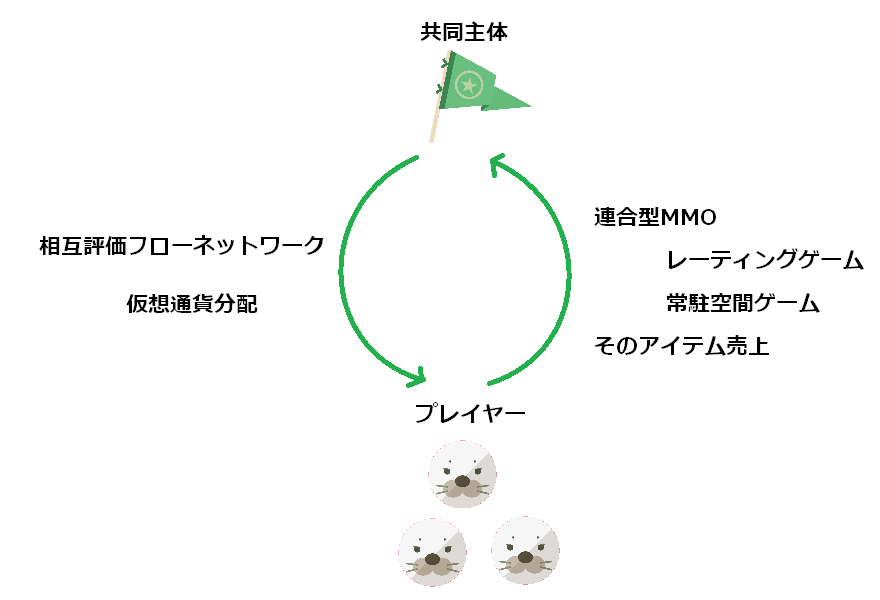 共同主体
相互評価フローネットワーク
仮想通貨分配
連合型MMO
レーティングゲーム
常駐空間ゲーム
そのアイテム売上
プレイヤー